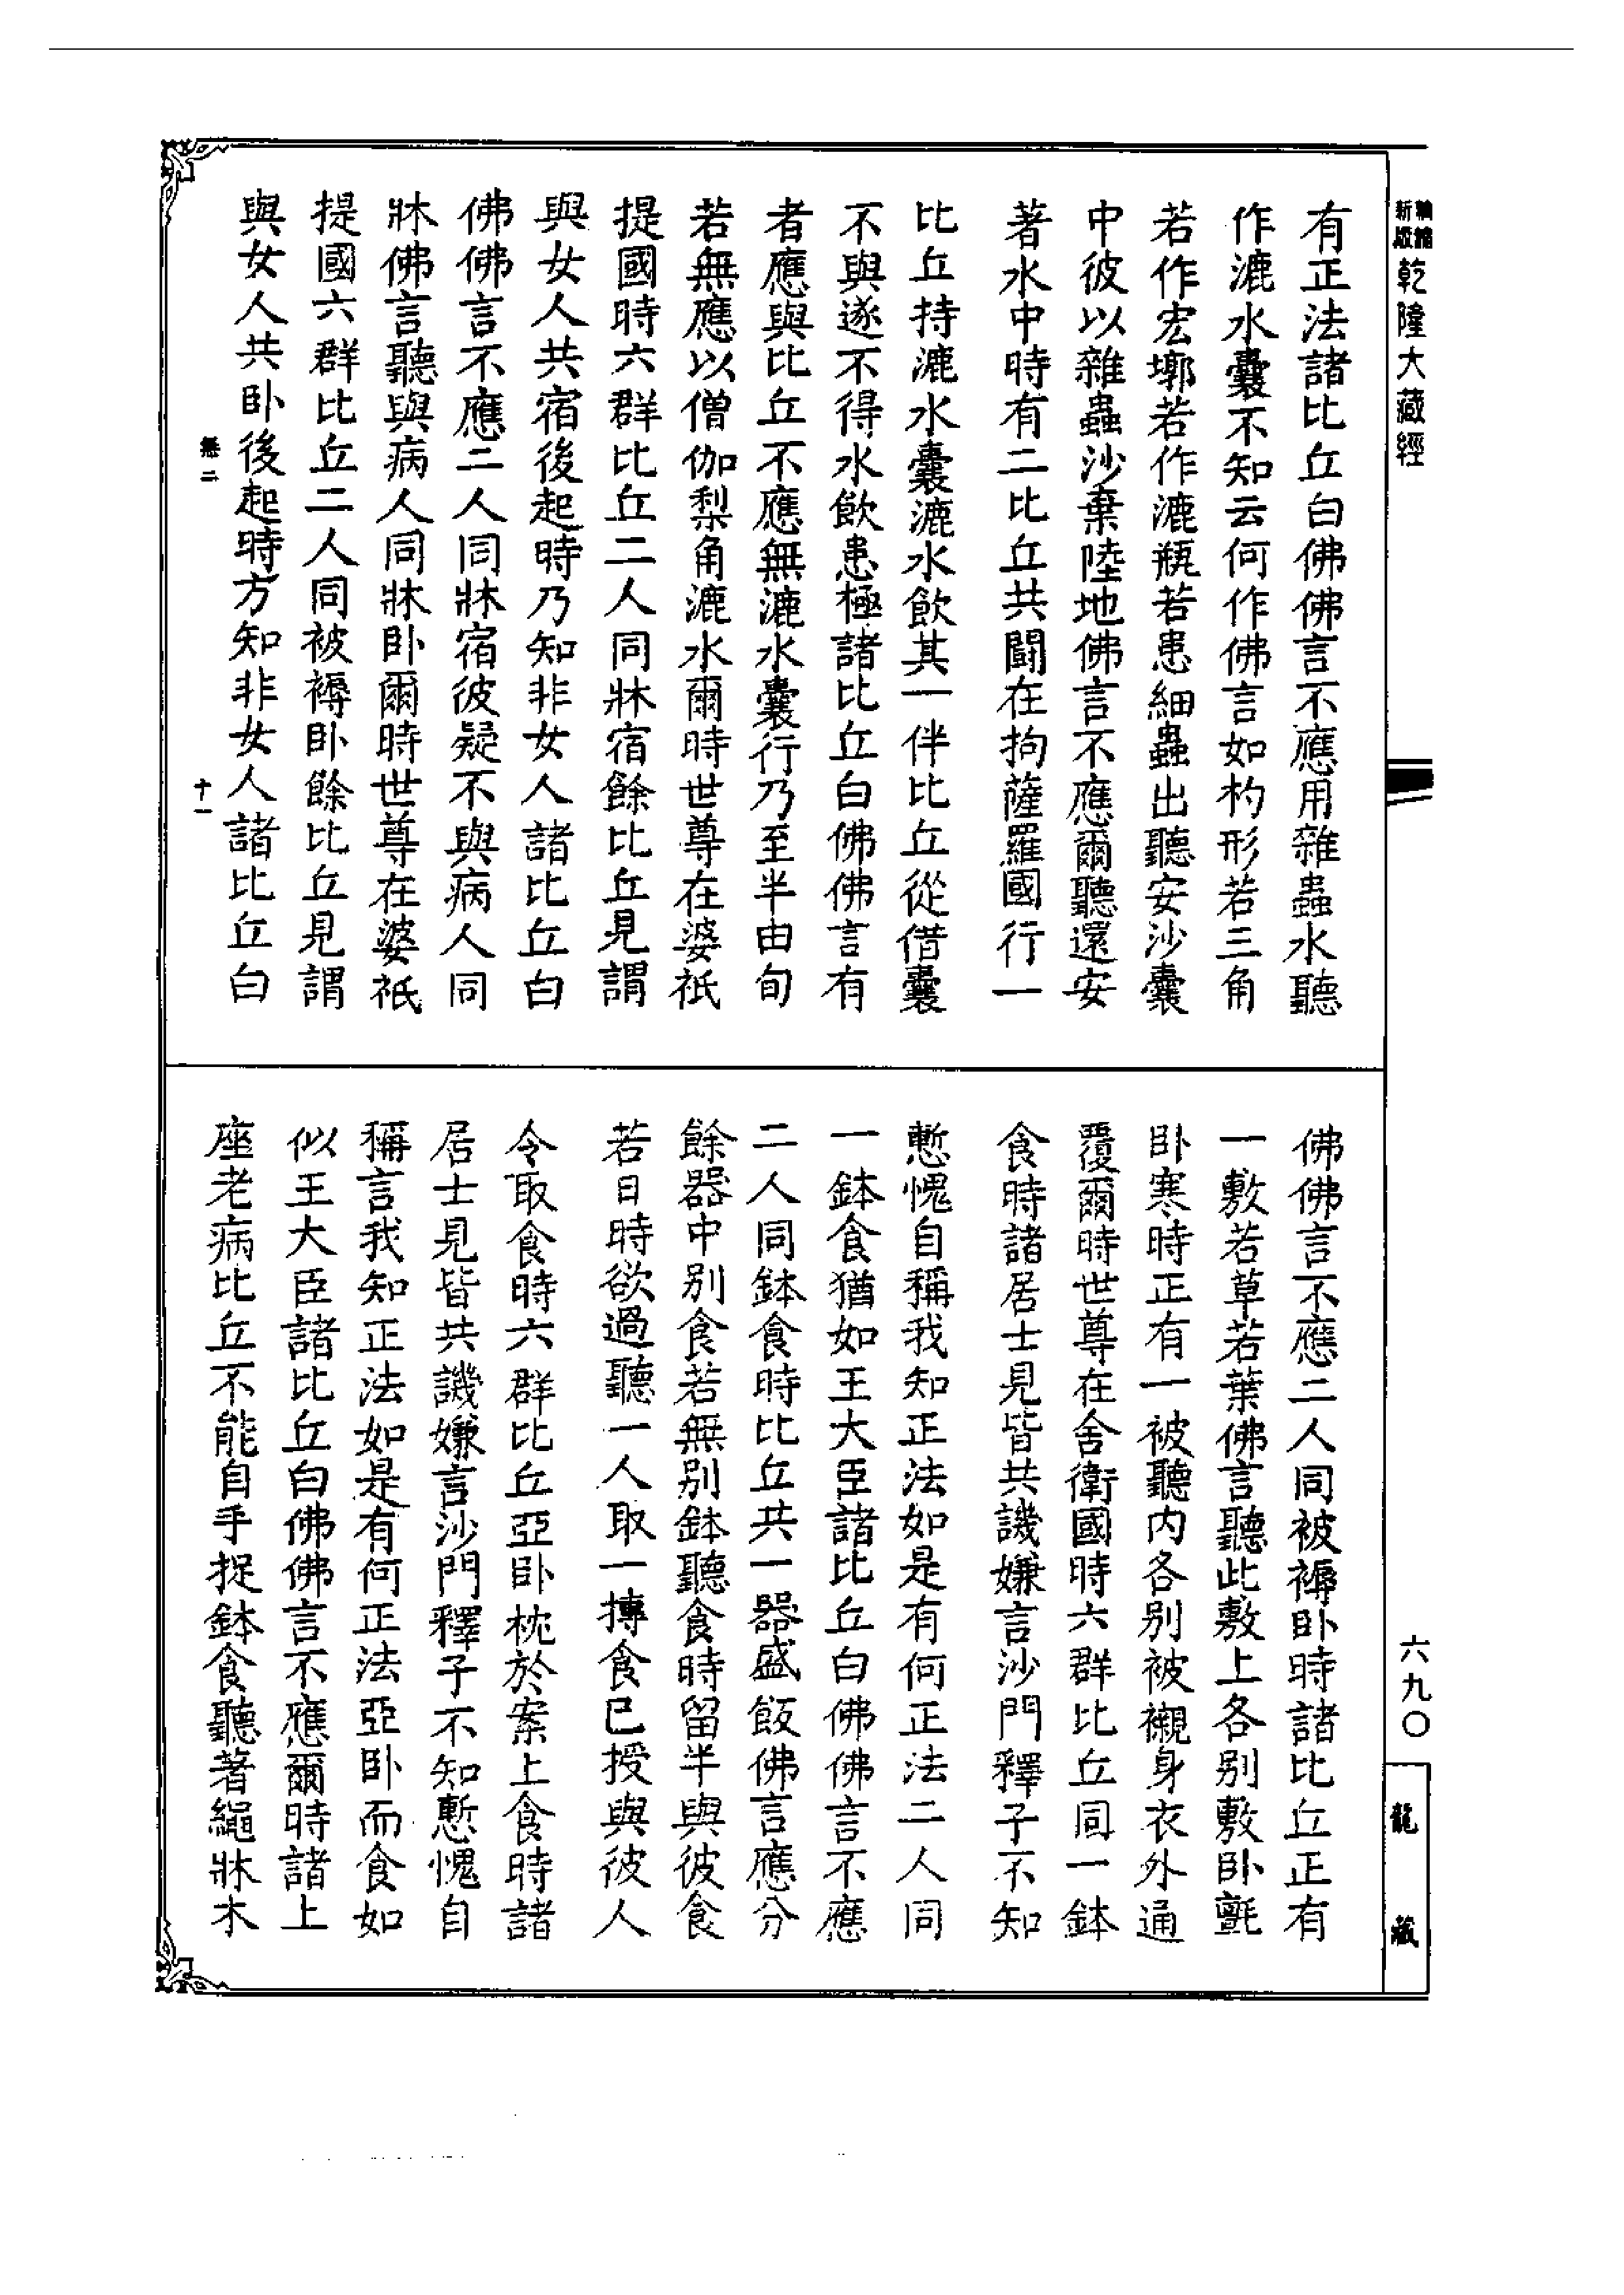 新版
輯縮
乾隆大藏經
有正法諸比丘白佛佛言不應用雜蟲水聽
作漉水囊不知云何作佛言如杓形若三角
若作宏墎若作漉瓶若患細蟲出聽安沙囊
中彼以雜蟲沙棄陸地佛言不應爾聽還安
著水中時有二比丘共鬪在拘薩羅國行一
比丘持漉水囊漉水飲其一伴比丘從借囊
不與遂不得水飲患極諸比丘白佛佛言有
者應與比丘不應無漉水囊行乃至半由旬
若無應以僧伽梨角漉水爾時世尊在婆祇
提國時六群比丘二人同牀宿餘比丘見謂
與女人共宿後起時乃知非女人諸比丘白
佛佛言不應二人同牀宿彼疑不與病人同
牀佛言聽與病人同牀臥爾時世尊在婆祇
提國六群比丘二人同被褥臥餘比丘見謂
與女人共臥後起時方知非女人諸比丘白
十一
佛佛言不應二人同被褥臥時諸比丘正有
一敷若草若葉佛言聽此敷上各別敷臥氈
臥寒時正有一被聽內各別被襯身衣外通
覆爾時世尊在舍衛國時六群比丘同一鉢
食時諸居士見皆共譏嫌言沙門釋子不知
慙愧自稱我知正法如是有何正法二人同
一鉢食猶如王大臣諸比丘白佛佛言不應
二人同鉢食時比丘共一器盛飯佛言應分
餘器中別食若無別鉢聽食時留半與彼食
若日時欲過聽一人取一摶食已授與彼人
令取食時六群比丘亞臥枕於案上食時諸
居士見皆共譏嫌言沙門釋子不知慙愧自
稱言我知正法如是有何正法亞臥而食如
似王大臣諸比丘白佛佛言不應爾時諸上
座老病比丘不能自手捉鉢食聽著繩牀木
六九〇
龍藏